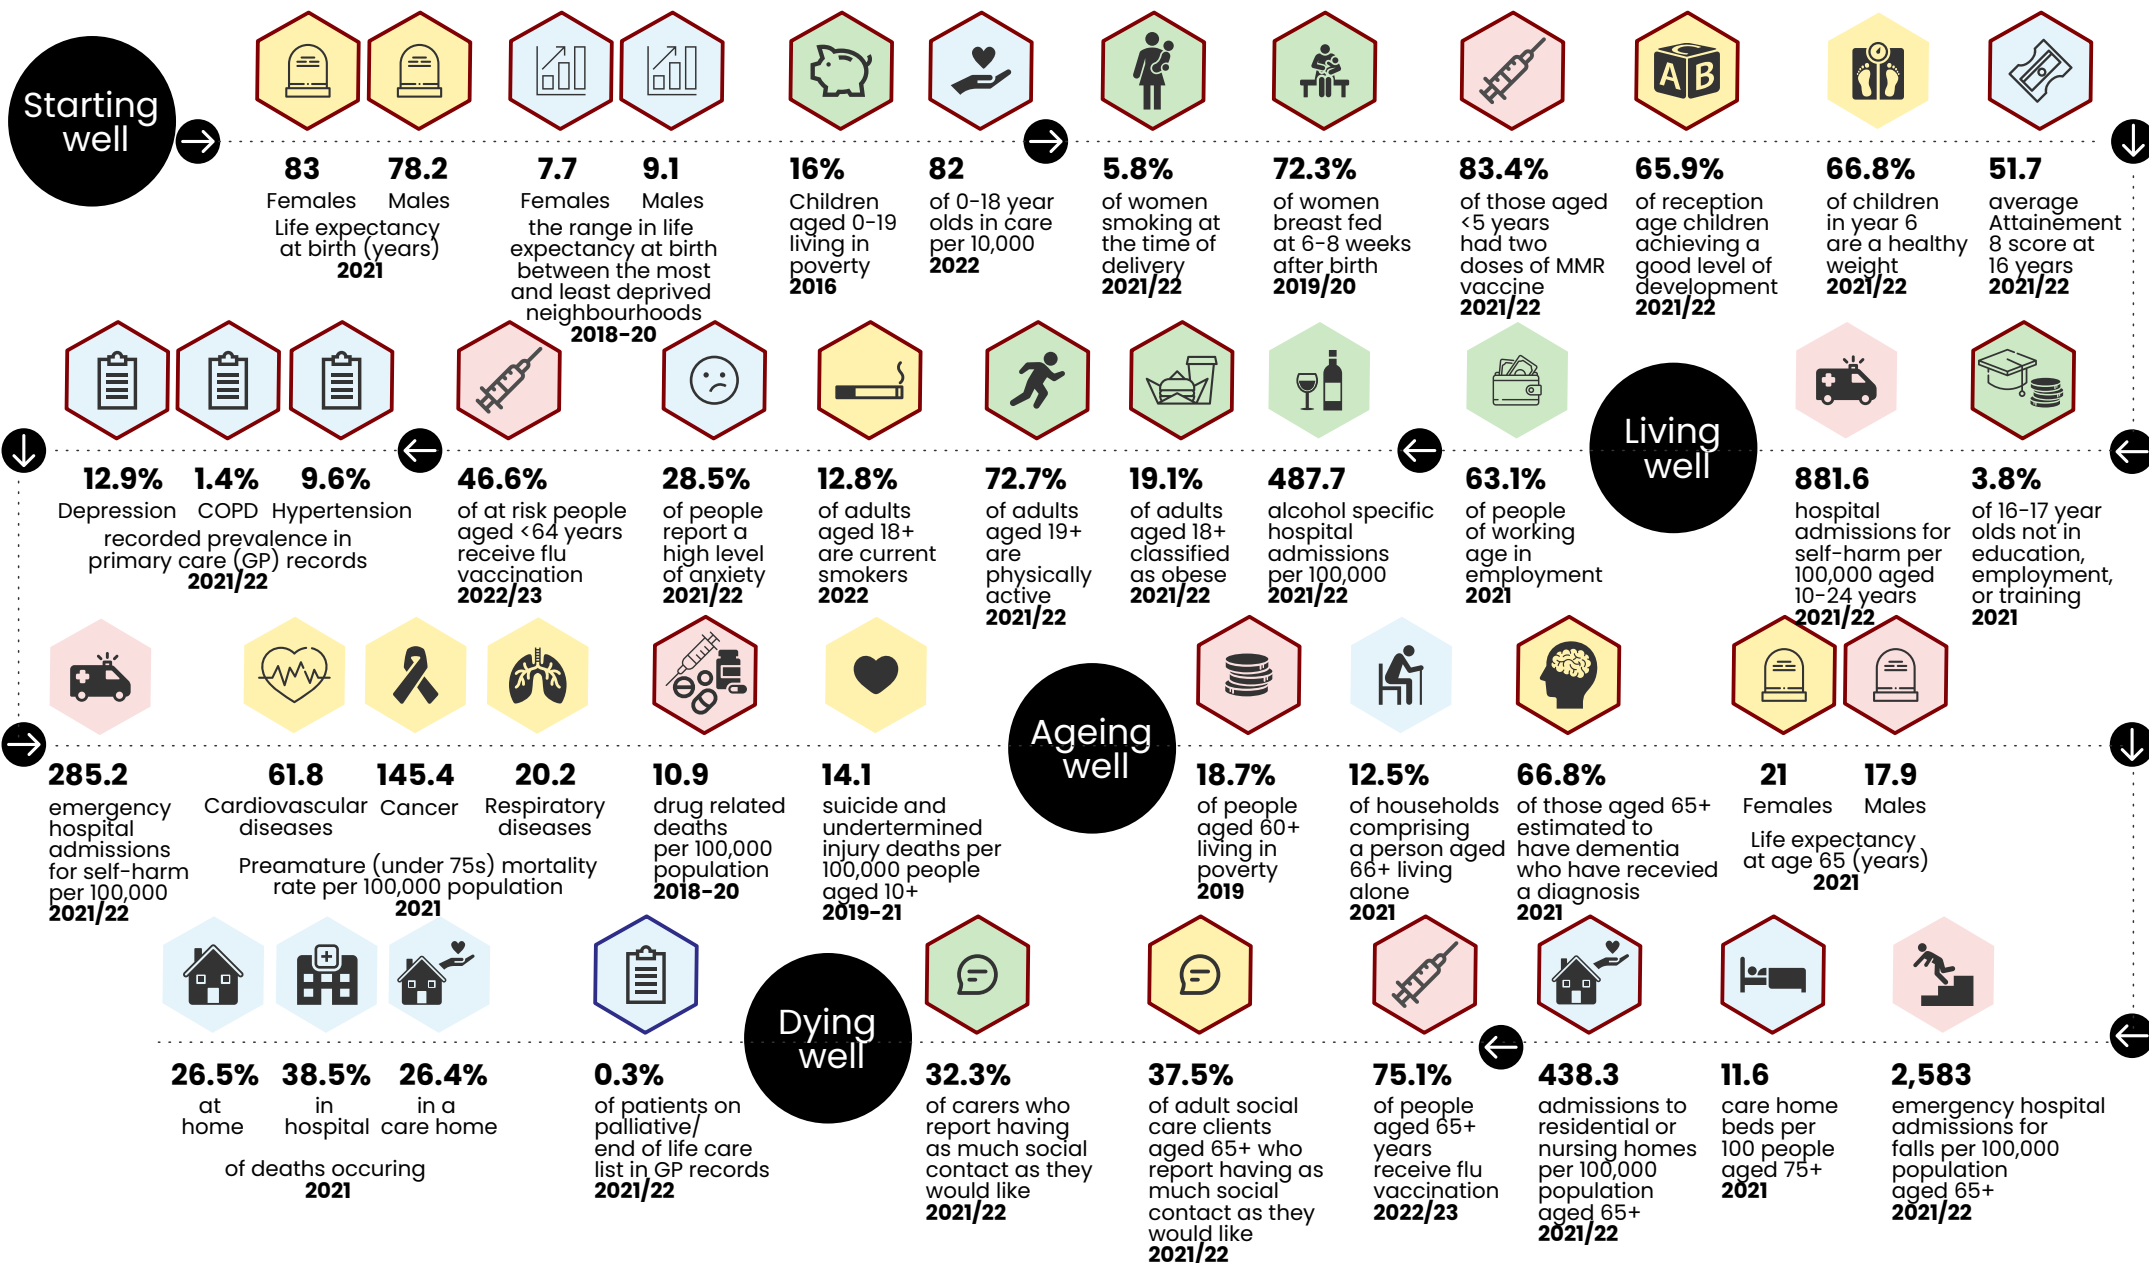 Starting
well
83
Females
78.2
Males
Life expectancy
at birth (years)
2021
7.7
Females
9.1
Males
the range in life
expectancy at birth
between the most
and least deprived
neighbourhoods
2018-20
16%
Children
aged 0-19
living in
poverty
2016
82
of 0-18 year
olds in care
per 10,000
2022
5.8%
of women
smoking at
the time of
delivery
2021/22
72.3%
of women
breast fed
at 6-8 weeks
after birth
2019/20
83.4%
of those aged
<5 years
had two
doses of MMR
vaccine
2021/22
A B
65.9%
of reception
age children
achieving a
good level of
development
2021/22
66.8%
of children
in year 6
are a healthy
weight
2021/22
51.7
average
Attainement
8 score at
16 years
2021/22
3.8%
of 16-17 year
olds not in
education,
employment,
or training
2021
881.6
hospital
admissions for
self-harm per
100,000 aged
10-24 years
2021/22
Living
well
63.1%
of people
of working
age in
employment
2021
487.7
alcohol specific
hospital
admissions
per 100,000
2021/22
19.1%
of adults
aged 18+
classified
as obese
2021/22
72.7%
of adults
aged 19+
are
physically
active
2021/22
12.8%
of adults
aged 18+
are current
smokers
2022
28.5%
of people
report a
high level
of anxiety
2021/22
46.6%
of at risk people
aged <64 years
receive flu
vaccination
2022/23
12.9%
Depression
1.4%
COPD
9.6%
Hypertension
recorded prevalence in
primary care (GP) records
2021/22
285.2
emergency
hospital
admissions
for self-harm
per 100,000
2021/22
61.8
Cardiovascular
diseases
145.4
Cancer
20.2
Respiratory
diseases
Preamature (under 75s) mortality
rate per 100,000 population
2021
10.9
drug related
deaths
per 100,000
population
2018-20
14.1
suicide and
undertermined
injury deaths per
100,000 people
aged 10+
2019-21
Ageing
well
18.7%
of people
aged 60+
living in
poverty
2019
12.5%
of households
comprising
a person aged
66+ living
alone
2021
66.8%
of those aged 65+
estimated to
have dementia
who have recevied
a diagnosis
2021
21
Females
17.9
Males
Life expectancy
at age 65 (years)
2021
2,583
emergency hospital
admissions for
falls per 100,000
population
aged 65+
2021/22
11.6
care home
beds per
100 people
aged 75+
2021
438.3
admissions to
residential or
nursing homes
per 100,000
population
aged 65+
2021/22
75.1%
of people
aged 65+
years
receive flu
vaccination
2022/23
37.5%
of adult social
care clients
aged 65+ who
report having as
much social
contact as they
would like
2021/22
32.3%
of carers who
report having
as much social
contact as they
would like
2021/22
Dying
well
0.3%
of patients on
palliative/
end of life care
list in GP records
2021/22
26.5%
at
home
38.5%
in
hospital
26.4%
in a
care home
of deaths occuring
2021